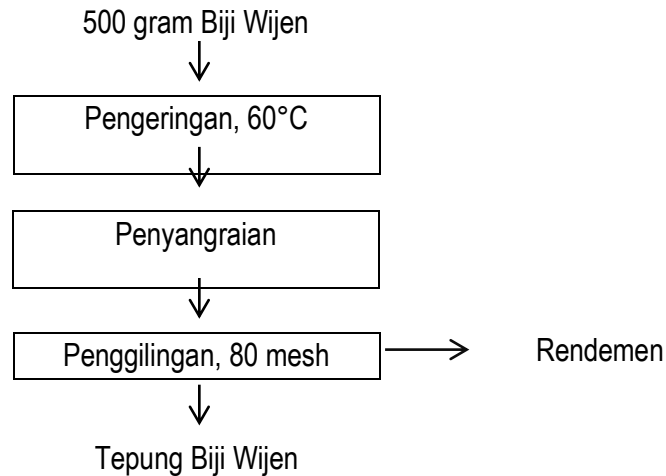 500 gram Biji Wijen
Pengeringan, 60°C
Penyangraian
Penggilingan, 80 mesh
Rendemen
Tepung Biji Wijen